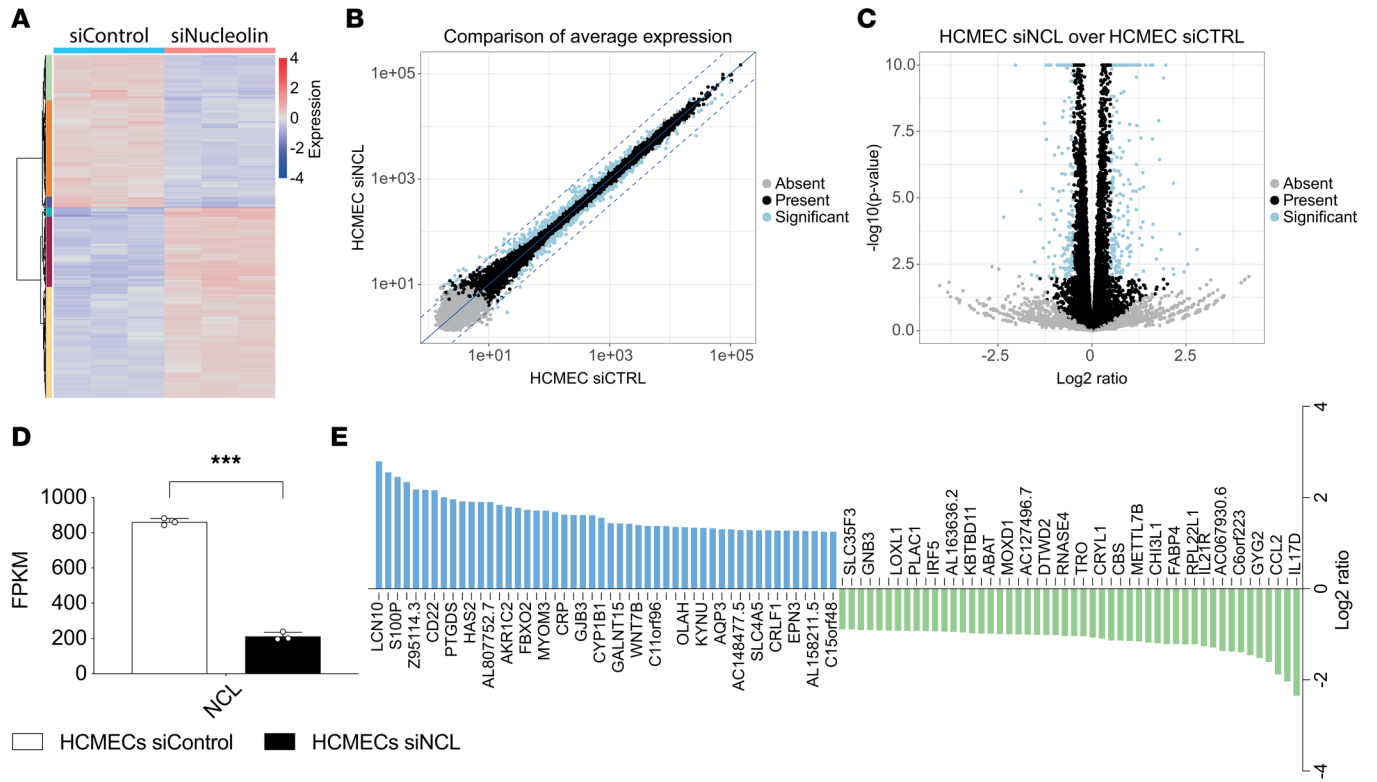 A
siControl
siNucleolin
4
2
0
-2
-4
Expression
B
Comparison of average expression
1e+05
1e+03
1e+01
HCMEC siNCL
1e+01
1e+03
1e+05
HCMEC siCTRL
Absent
Present
Significant
C
HCMEC siNCL over HCMEC siCTRL
10.0
7.5
5.0
2.5
0.0
-log10(p-value)
-2.5
0
2.5
Log2 ratio
Absent
Present
Significant
D
***
1000
800
600
400
200
0
FPKM
NCL
HCMECs siControl
HCMECs siNCL
E
LCN10
S100P
Z95114.3
CD22
PTGDS
HAS2
AL807752.7
AKR1C2
FBXO2
MYOM3
CRP
GJB3
CYP1B1
GALNT15
WNT7B
C11orf96
OLAH
KYNU
AQP3
AC148477.5
SLC4A5
CRLF1
EPN3
AL158211.5
C15orf48
SLC35F3
GNB3
LOXL1
PLAC1
IRF5
AL163636.2
KBTBD11
ABAT
MOXD1
AC127496.7
DTWD2
RNASE4
TRO
CRYL1
CBS
METTL7B
CHI3L1
FABP4
RPL22L1
IL21R
AC067930.6
C6orf223
GYG2
CCL2
IL17D
4
2
0
-2
-4
Log2 ratio